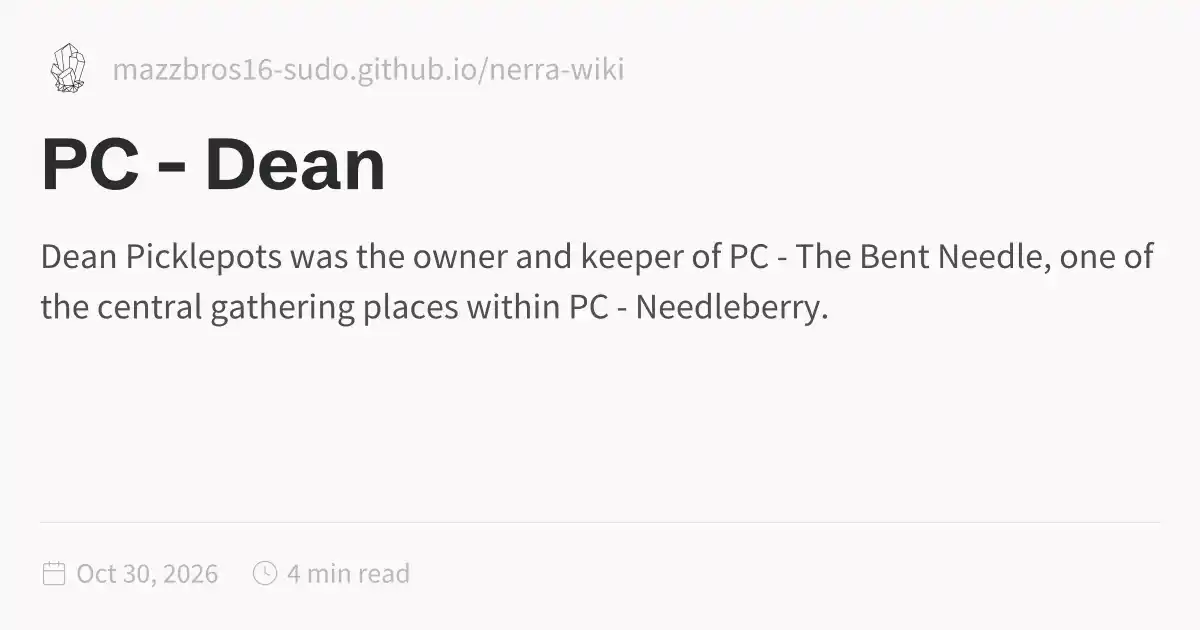 mazzbros16-sudo.github.io/nerra-wiki
PC - Dean
Dean Picklepots was the owner and keeper of PC - The Bent Needle, one of
the central gathering places within PC - Needleberry.
Oct 30, 2026 4 min read